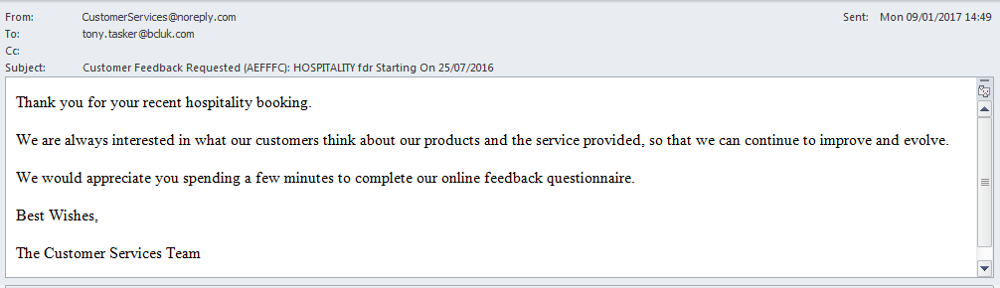 From: CustomerServices@noreply.com Sent: Mon 09/01/2017 14:49
To: tony.tasker@bcluk.com
Cc:
Subject: Customer Feedback Requested (AEFFFC): HOSPITALITY fdr Starting On 25/07/2016
Thank you for your recent hospitality booking.
We are always interested in what our customers think about our products and the service provided, so that we can continue to improve and evolve.
We would appreciate you spending a few minutes to complete our online feedback questionnaire.
Best Wishes,
The Customer Services Team